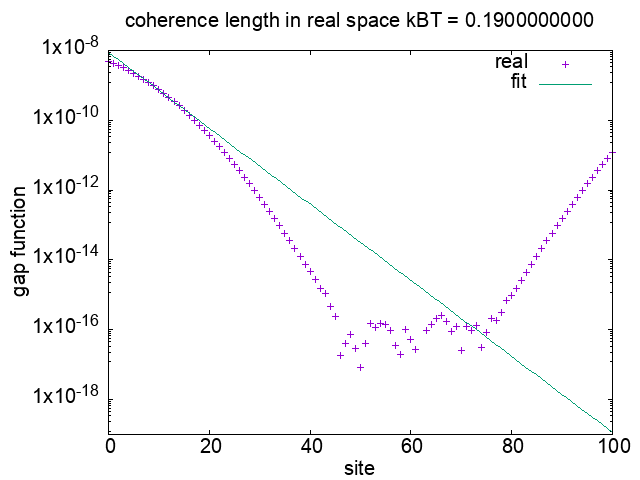 coherence length in real space kBT = 0.1900000000
real
fit
1x10-8
1x10-10
1x10-12
1x10-14
1x10-16
1x10-18
gap function
0 20 40 60 80 100
site